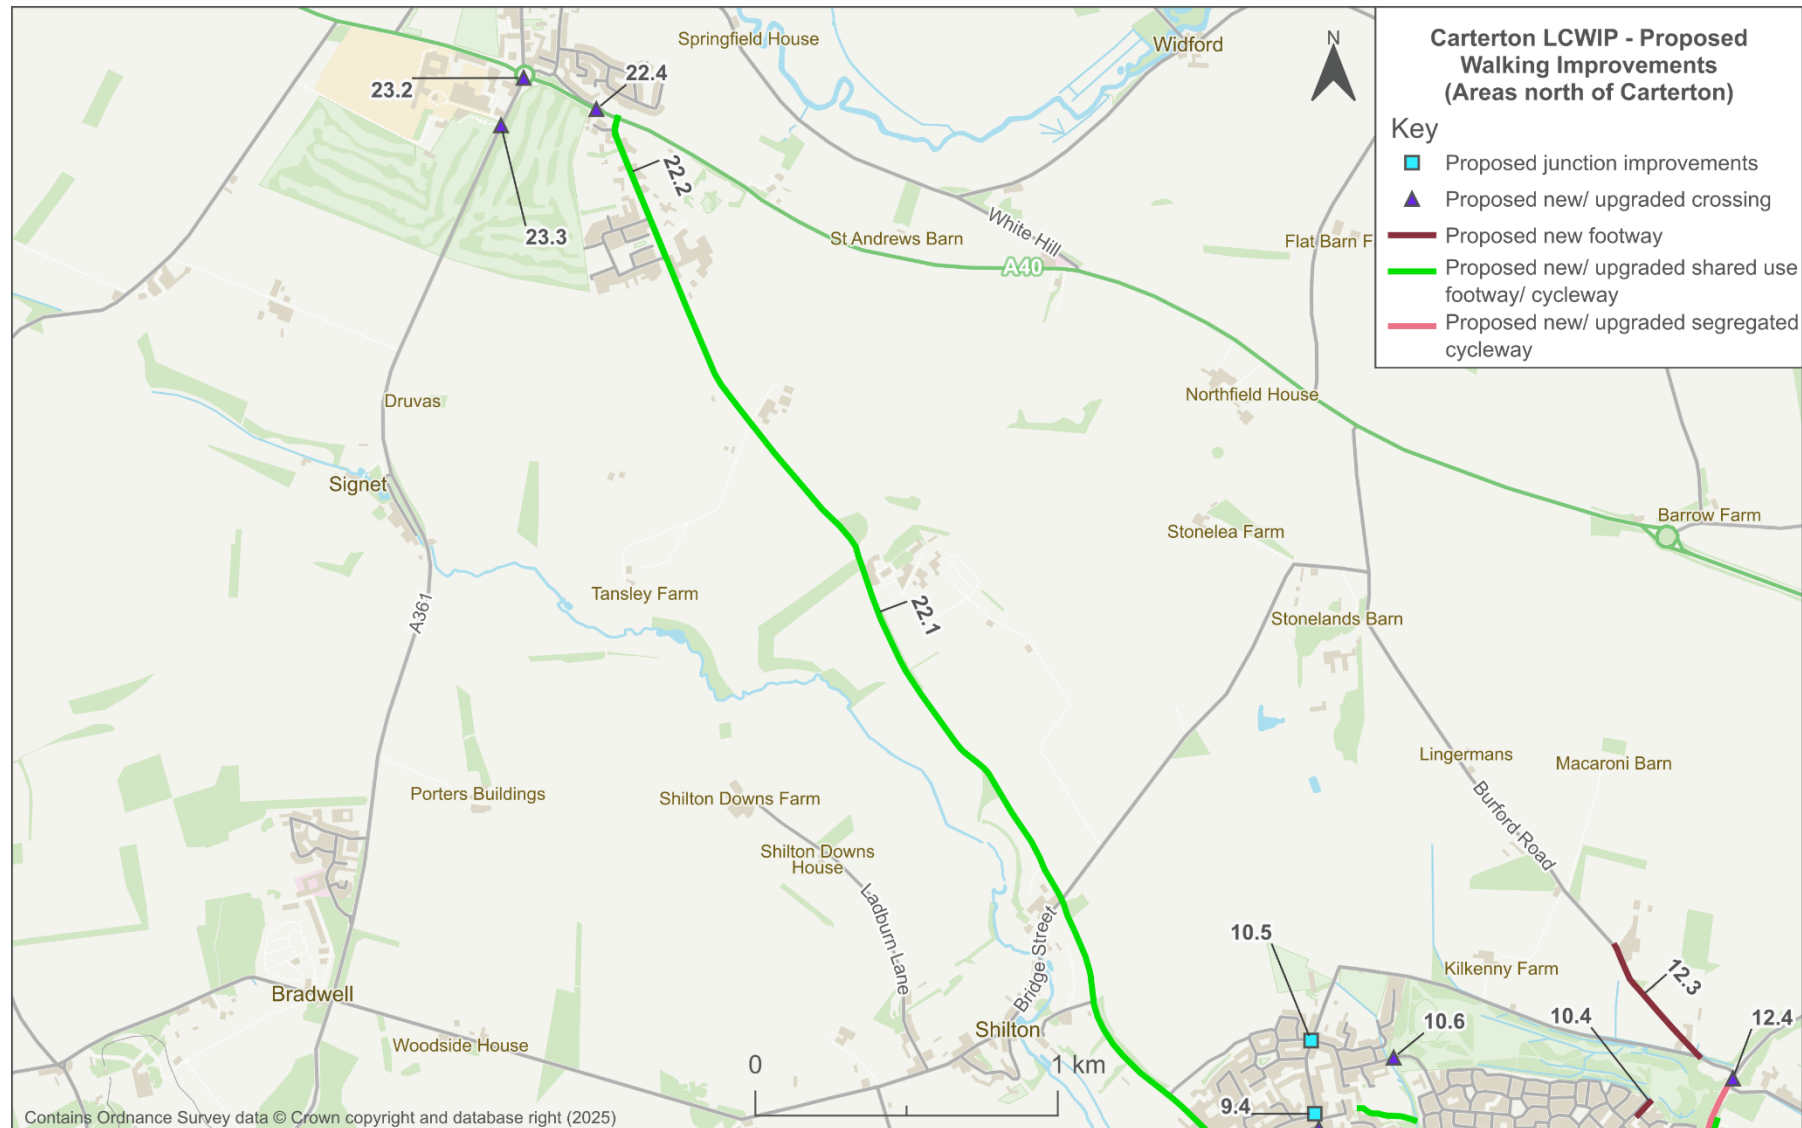 Carterton LCWIP - Proposed
Walking Improvements
(Areas north of Carterton)
Key
Proposed junction improvements
Proposed new/ upgraded crossing
Proposed new footway
Proposed new/ upgraded shared use
footway/ cycleway
Proposed new/ upgraded segregated
cycleway
N
Springfield House
Widford
22.4
23.2
22.2
23.3
White Hill
St Andrews Barn
Flat Barn F
A40
Northfield House
Druvas
Signet
Barrow Farm
Stonelea Farm
Tansley Farm
22.1
A361
Stonelands Barn
Lingermans
Macaroni Barn
Porters Buildings
Shilton Downs Farm
Burford Road
Shilton Downs
House
Ladburn Lane
Bridge Street
10.5
Kilkenny Farm
12.3
Bradwell
10.6
10.4
12.4
Shilton
Woodside House
0
1 km
9.4
Contains Ordnance Survey data © Crown copyright and database right (2025)